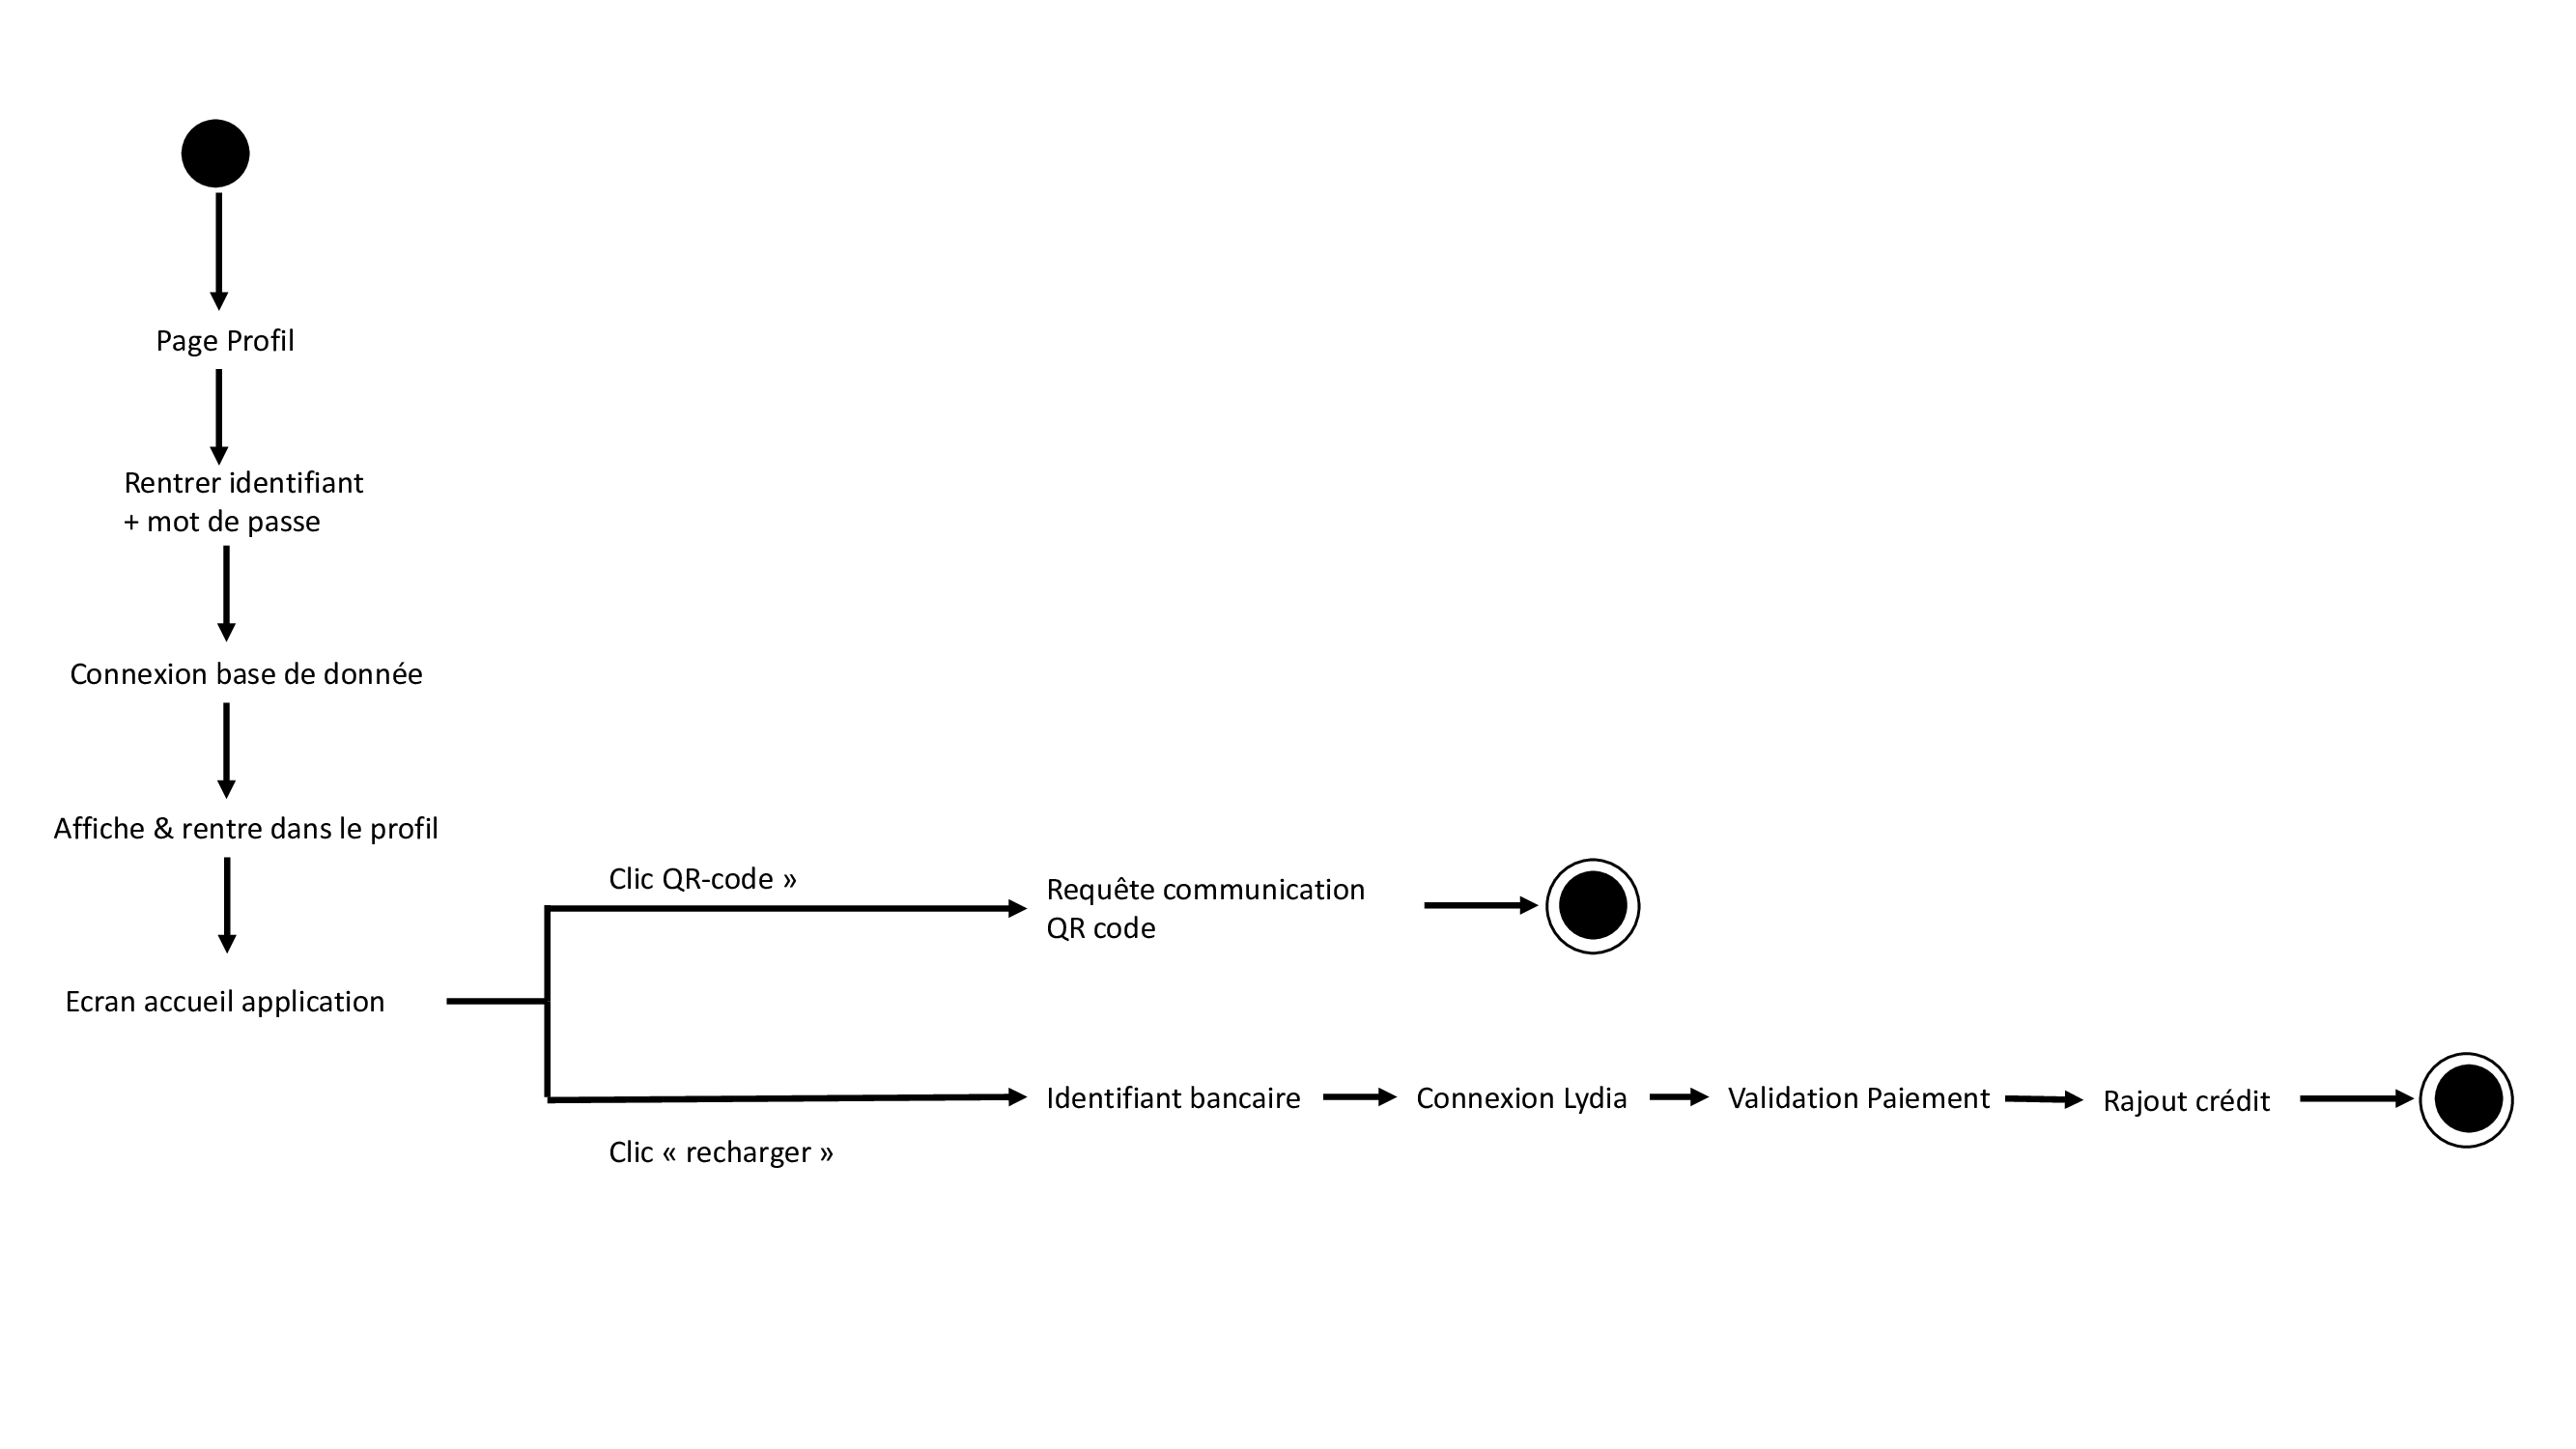 Page Profil
Rentrer identifiant
+ mot de passe
Connexion base de donnée
Affiche & rentre dans le profil
Ecran accueil application
Clic QR-code »
Requête communication
QR code
Clic « recharger »
Identifiant bancaire
Connexion Lydia
Validation Paiement
Rajout crédit